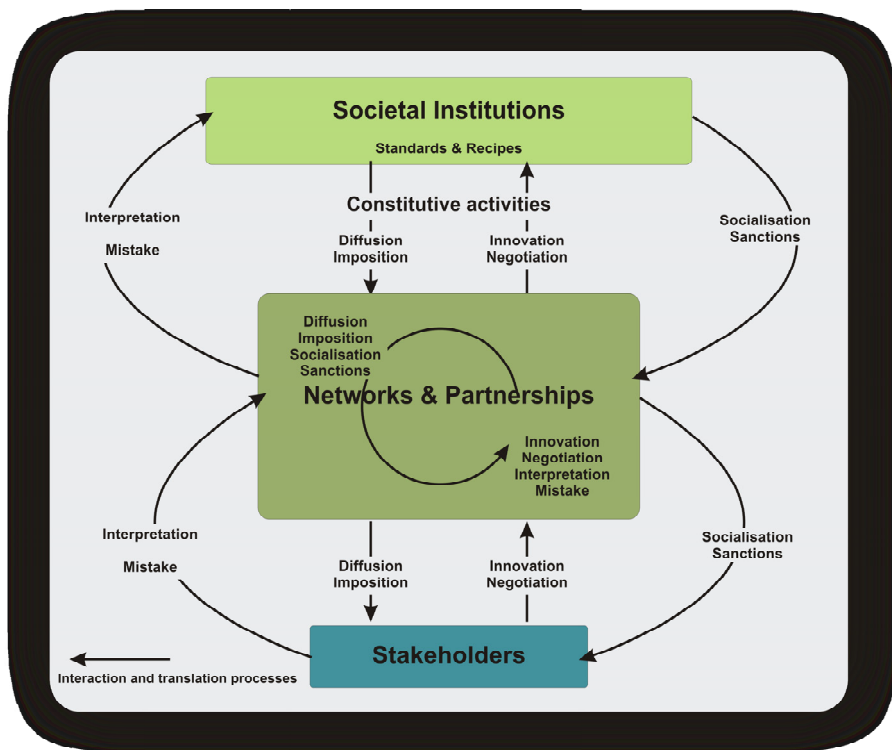 Societal Institutions
Standards & Recipes
Constitutive activities
Interpretation
Mistake
Diffusion
Imposition
Innovation
Negotiation
Socialisation
Sanctions
Diffusion
Imposition
Socialisation
Sanctions
Networks & Partnerships
Innovation
Negotiation
Interpretation
Mistake
Interpretation
Mistake
Diffusion
Imposition
Innovation
Negotiation
Socialisation
Sanctions
Stakeholders
Interaction and translation processes